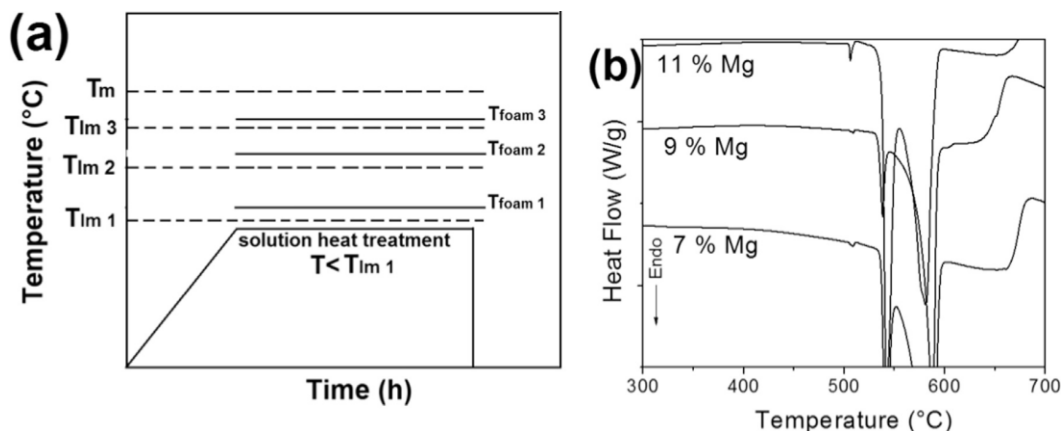 (a)
Temperature (°C)
Tm
Tlm 3
Tlm 2
Tlm 1
Tfoam 3
Tfoam 2
Tfoam 1
solution heat treatment
T< Tlm 1
Time (h)
(b)
Heat Flow (W/g)
11 % Mg
9 % Mg
7 % Mg
Endo
300 400 500 600 700
Temperature (°C)